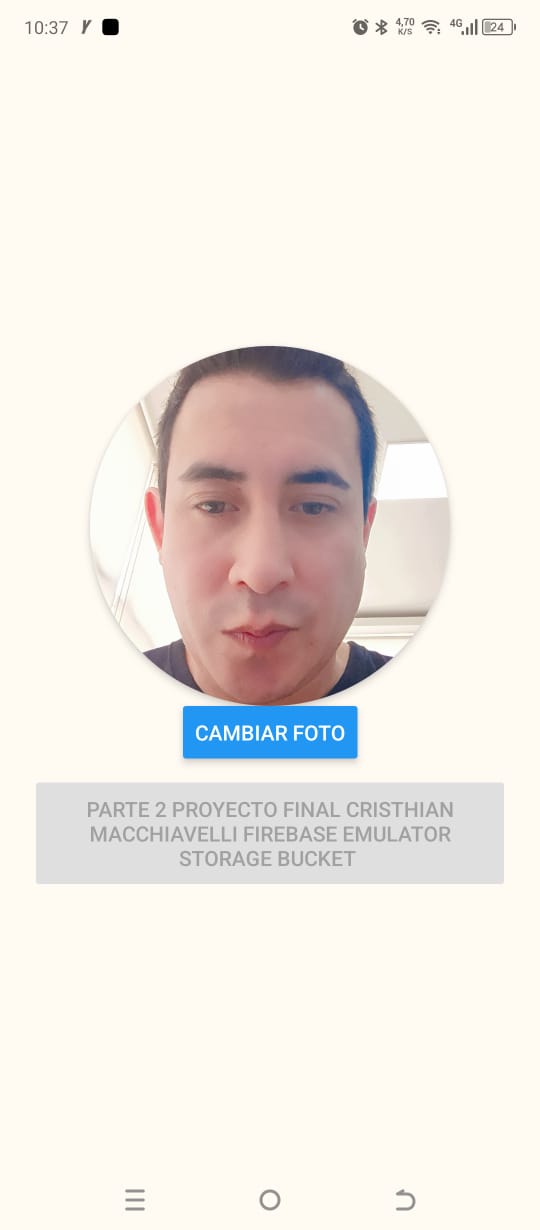 10:37
4,70
K/S
4G
24
CAMBIAR FOTO
PARTE 2 PROYECTO FINAL CRISTHIAN
MACCHIAVELLI FIREBASE EMULATOR
STORAGE BUCKET